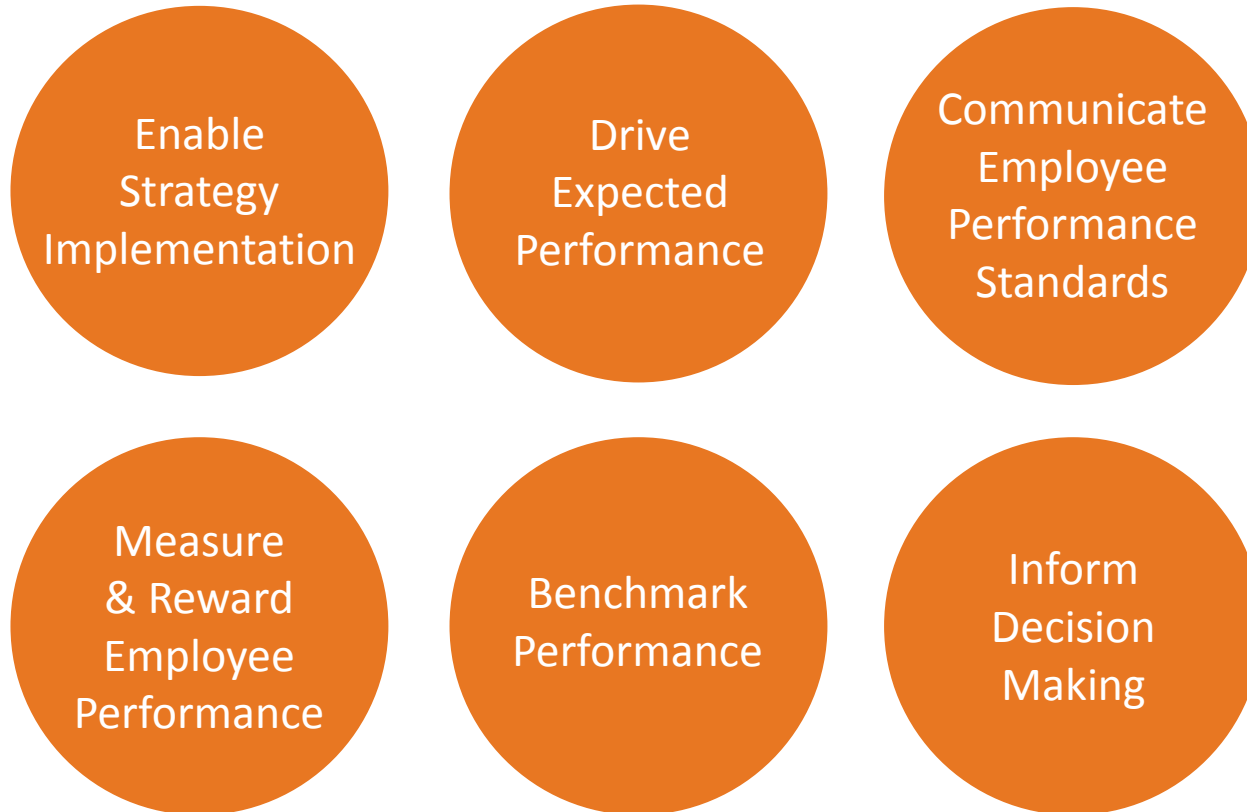 Enable
Strategy
Implementation
Drive
Expected
Performance
Communicate
Employee
Performance
Standards
Measure
& Reward
Employee
Performance
Benchmark
Performance
Inform
Decision
Making